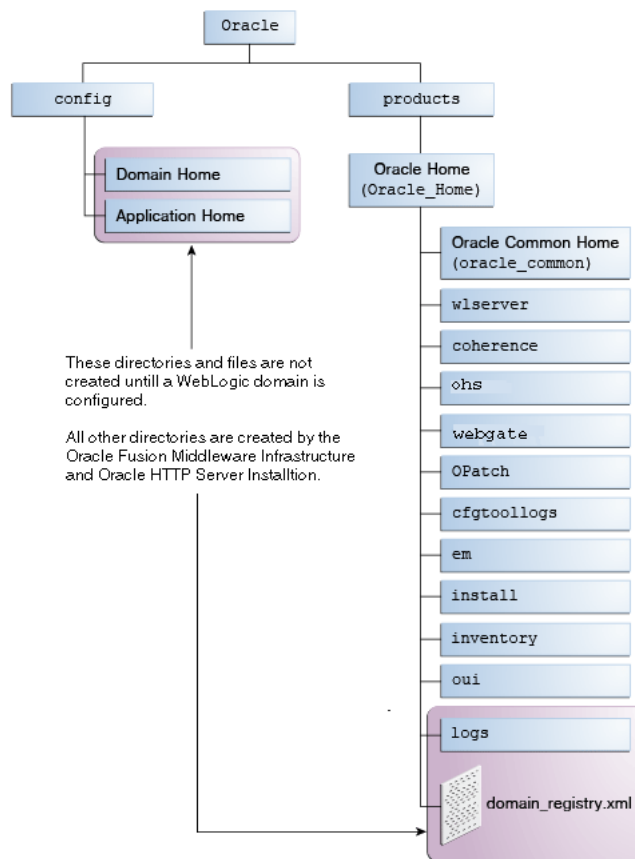 Oracle
config
products
Domain Home
Application Home
Oracle Home
(Oracle_Home)
Oracle Common Home
(oracle_common)
wlserver
coherence
ohs
webgate
OPatch
cfgtoollogs
em
install
inventory
oui
logs
domain_registry.xml
These directories and files are not
created untill a WebLogic domain is
configured.
All other directories are created by the
Oracle Fusion Middleware Infrastructure
and Oracle HTTP Server Installtion.